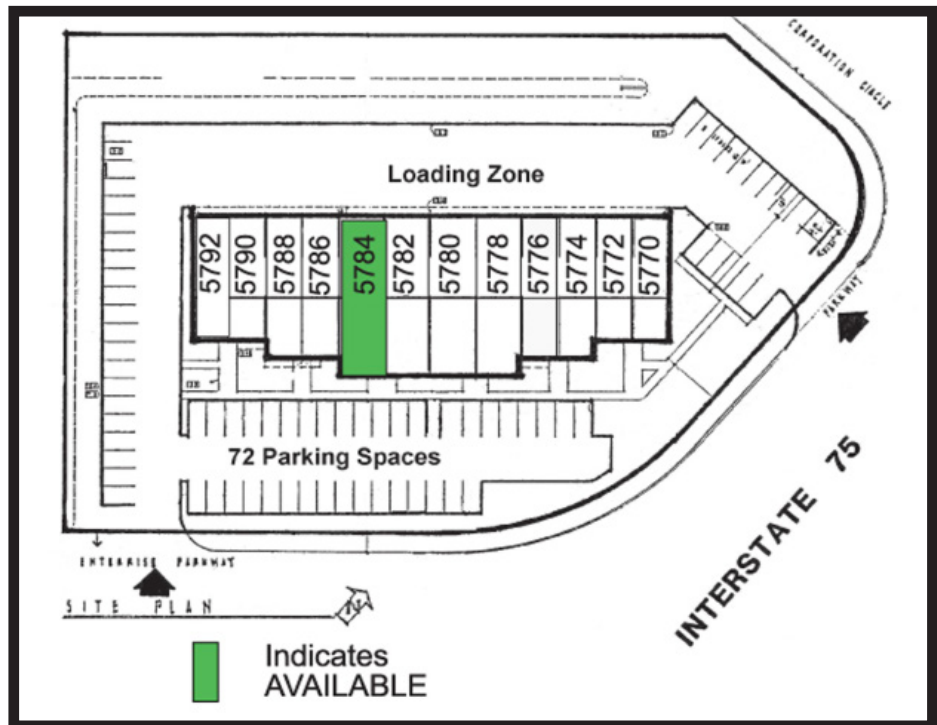 CORPORATION CIRCLE
Loading Zone
5792
5790
5788
5786
5784
5782
5780
5778
5776
5774
5772
5770
PARKWAY
72 Parking Spaces
INTERSTATE 75
ENTERPRISE PARKWAY
SITE PLAN
N
Indicates
AVAILABLE